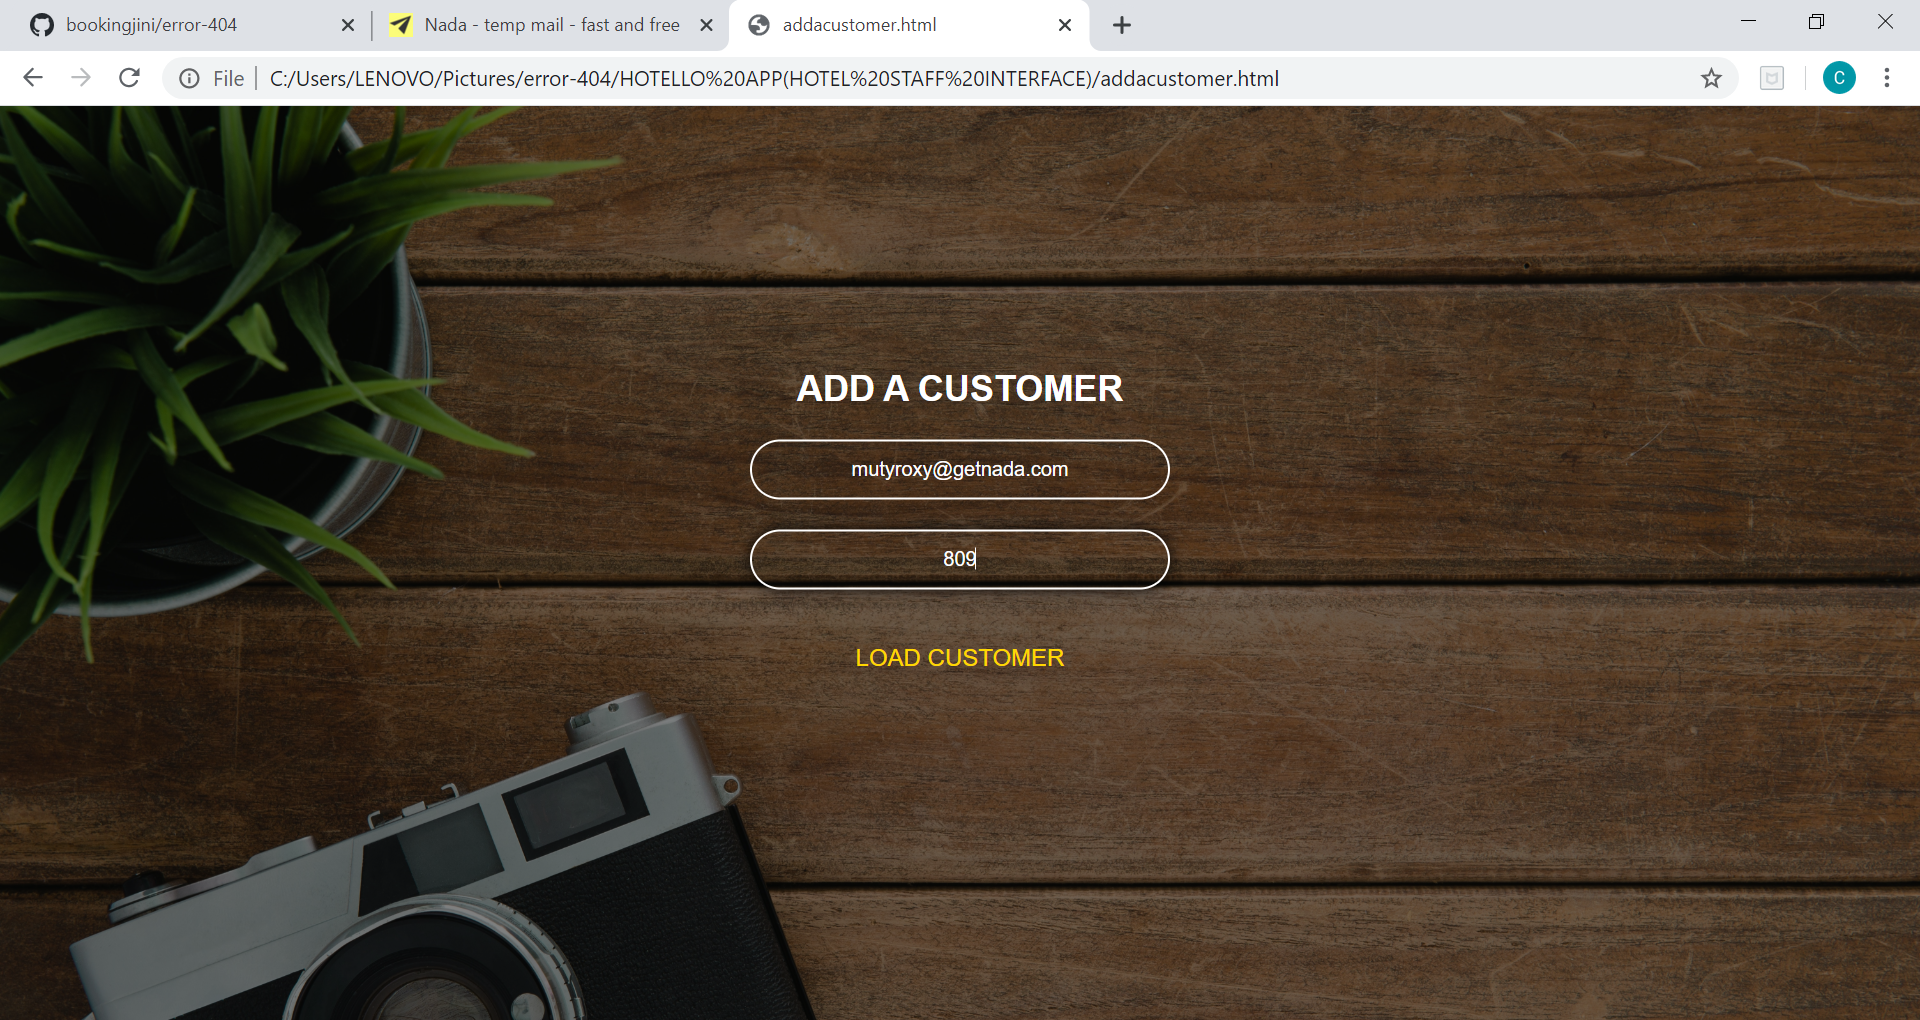 bookingjini/error-404
Nada - temp mail - fast and free
addacustomer.html
File
C:/Users/LENOVO/Pictures/error-404/HOTELLO%20APP(HOTEL%20STAFF%20INTERFACE)/addacustomer.html
C
ADD A CUSTOMER
mutyroxy@getnada.com
809
LOAD CUSTOMER